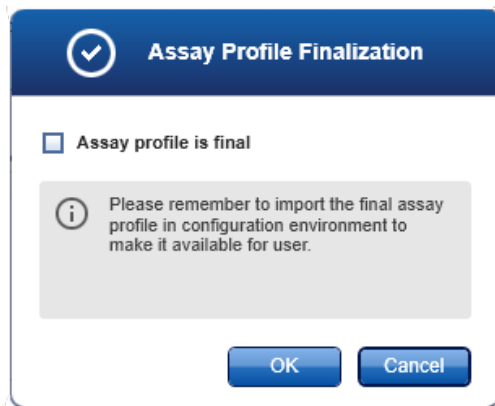 Assay Profile Finalization
Assay profile is final
Please remember to import the final assay
profile in configuration environment to
make it available for user.
OK
Cancel